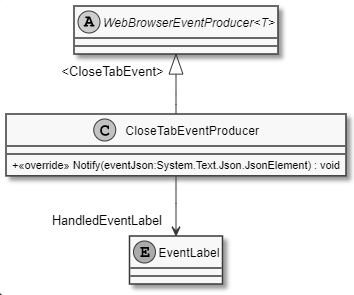 A WebBrowserEventProducer<T>
<CloseTabEvent>
C CloseTabEventProducer
+«override» Notify(eventJson:System.Text.Json.JsonElement) : void
HandledEventLabel
E EventLabel